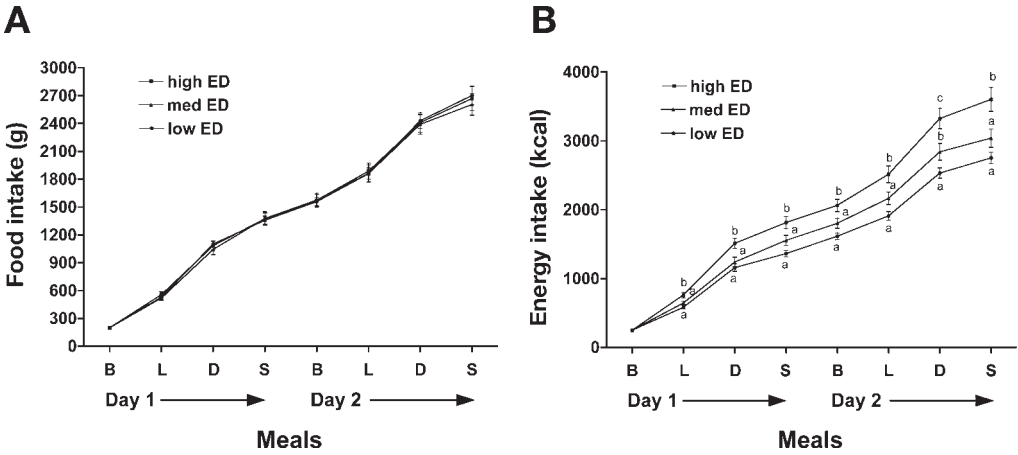 A
3000
2700
2400
2100
1800
1500
1200
900
600
300
0
Food intake (g)
high ED
med ED
low ED
B L D S B L D S
Day 1 Day 2
Meals
B
4000
3000
2000
1000
0
Energy intake (kcal)
high ED
med ED
low ED
b
a
a
b
a
a
b
a
a
b
a
a
b
a
a
c
b
a
b
a
a
B L D S B L D S
Day 1 Day 2
Meals